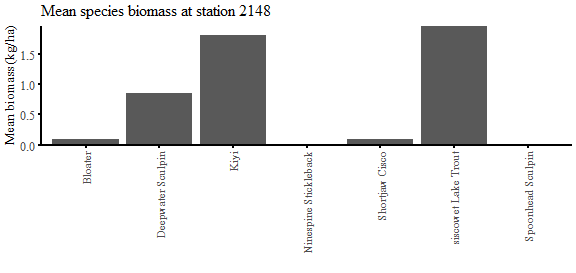 Mean species biomass at station 2148
Mean biomass (kg/ha)
1.5
1.0
0.5
0.0
Bloater
Deepwater Sculpin
Kiyi
Ninespine Stickleback
Shortjaw Cisco
siscowet Lake Trout
Spoonhead Sculpin